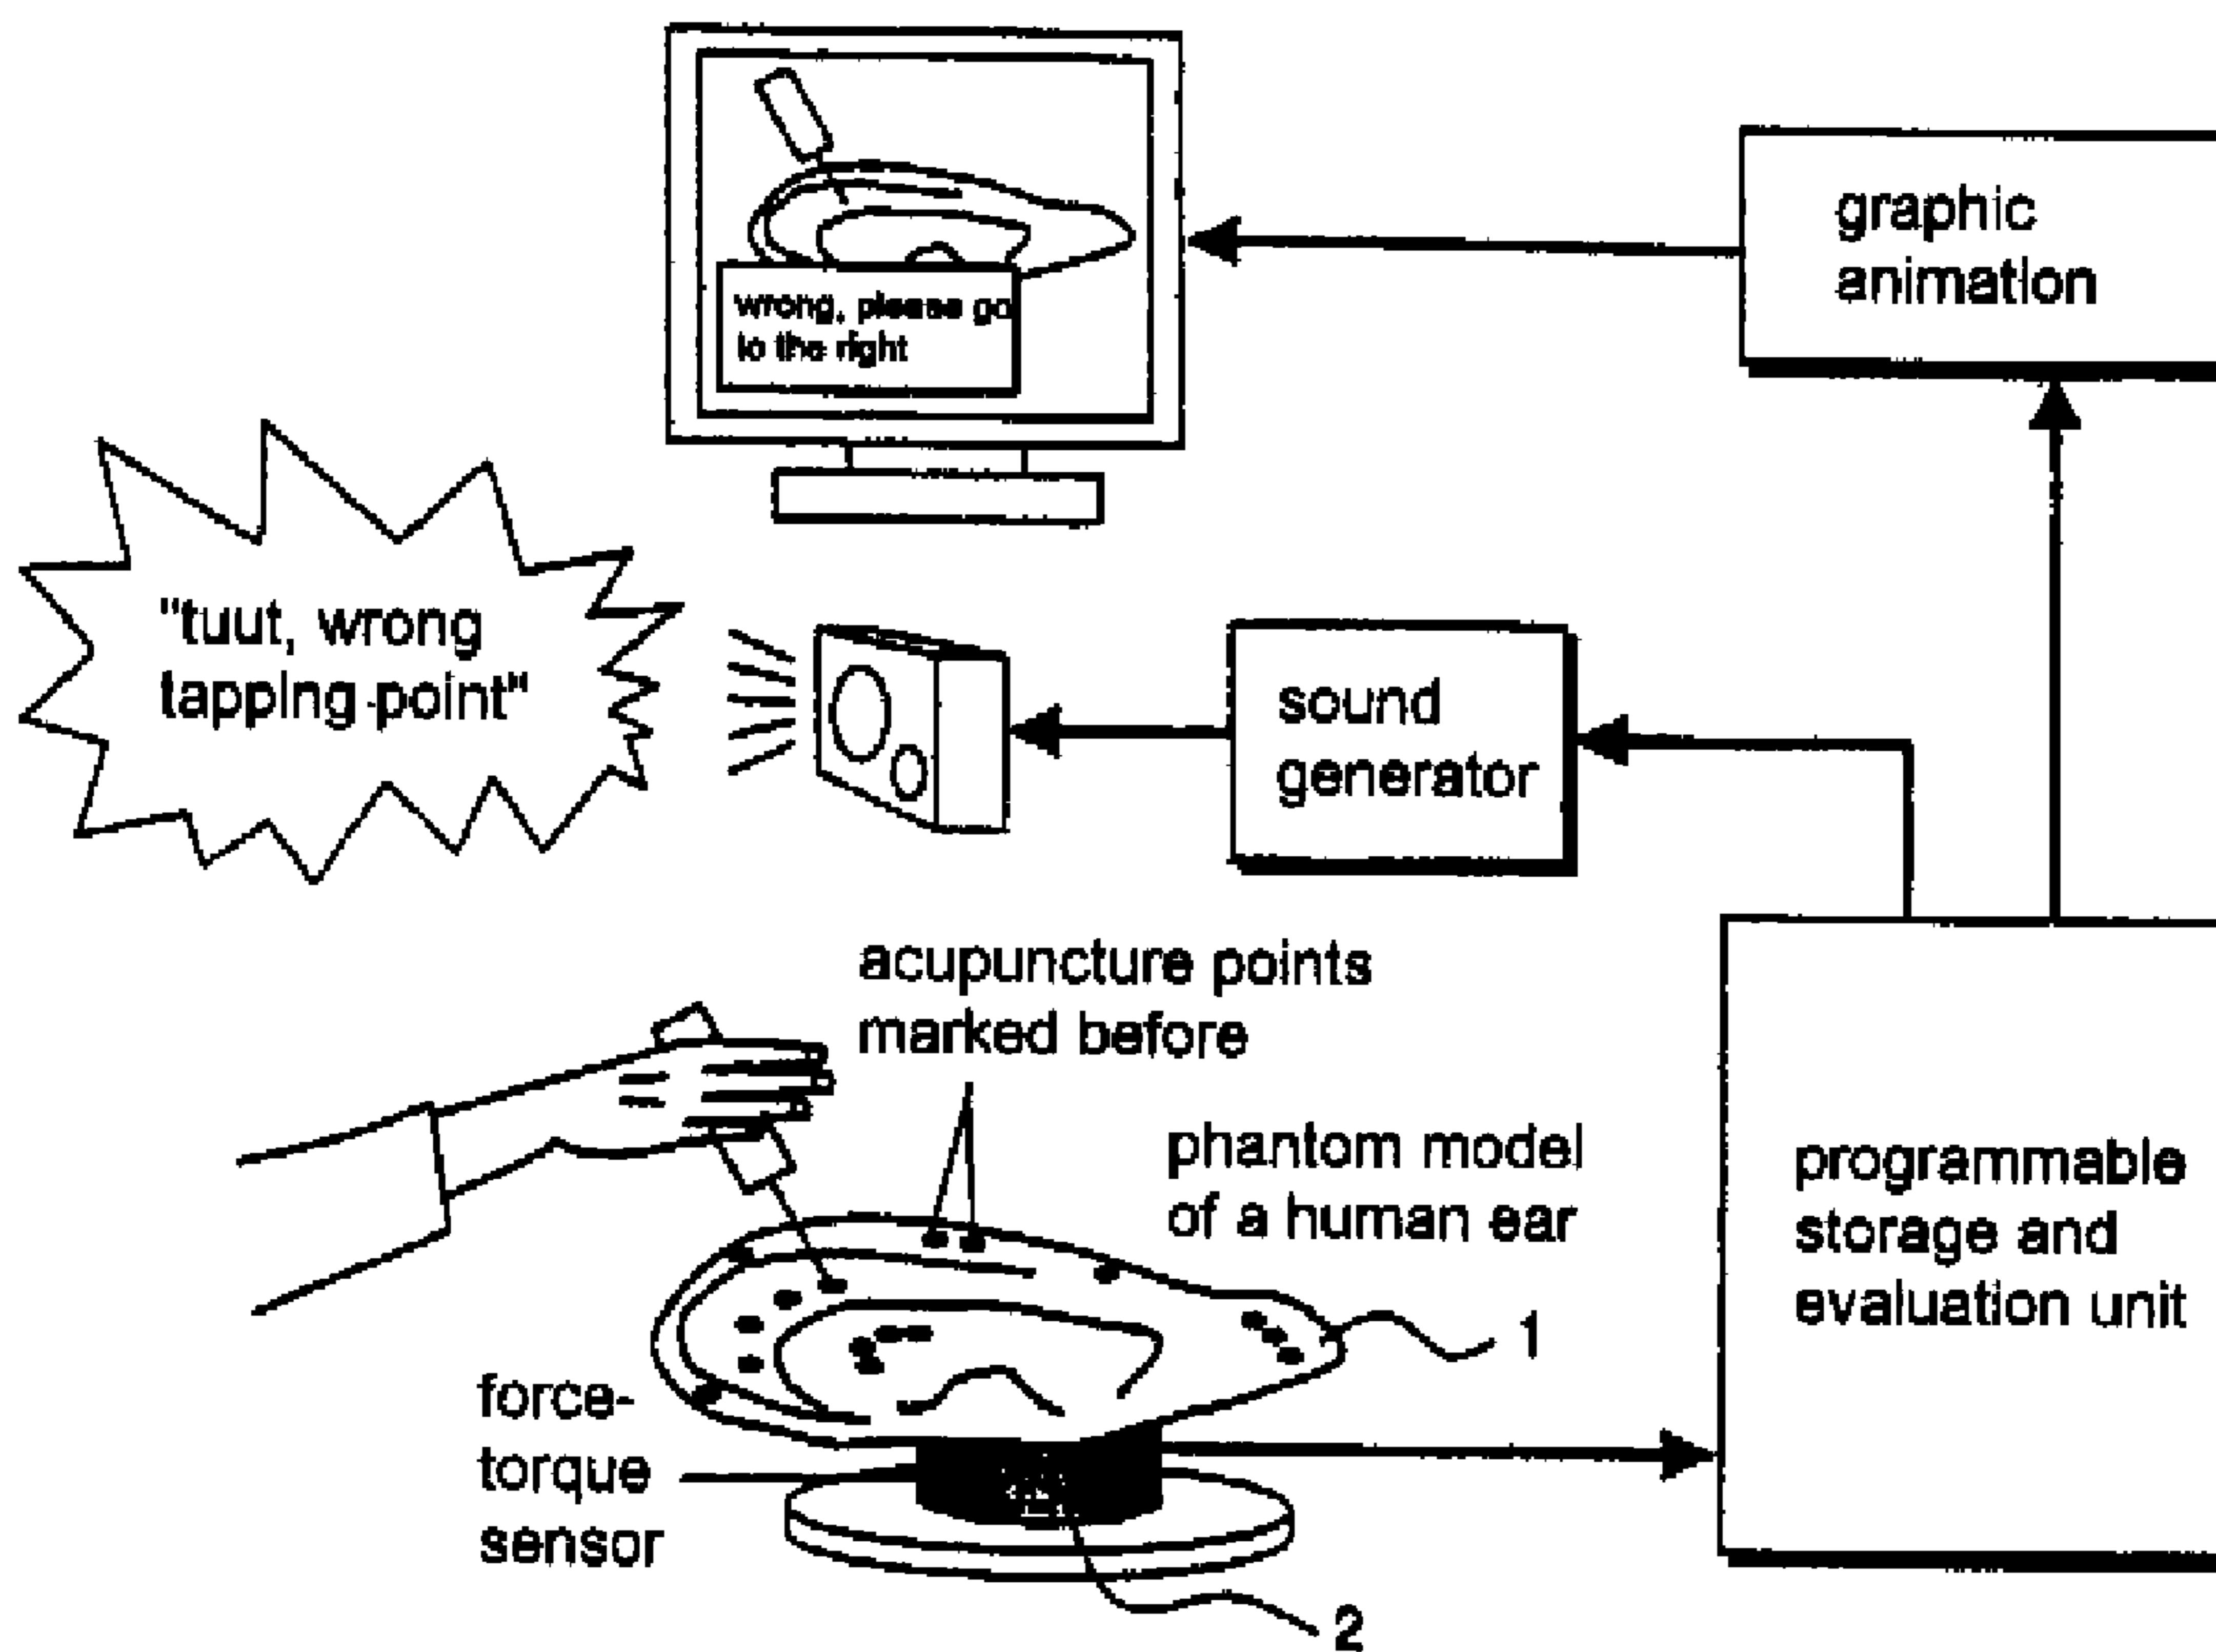 graphic
animation
wrong, please go
to the right
"tuut, wrong
tapping point"
sound
generator
acupuncture points
marked before
phantom model
of a human ear
programmable
storage and
evaluation unit
1
force-
torque
sensor
2